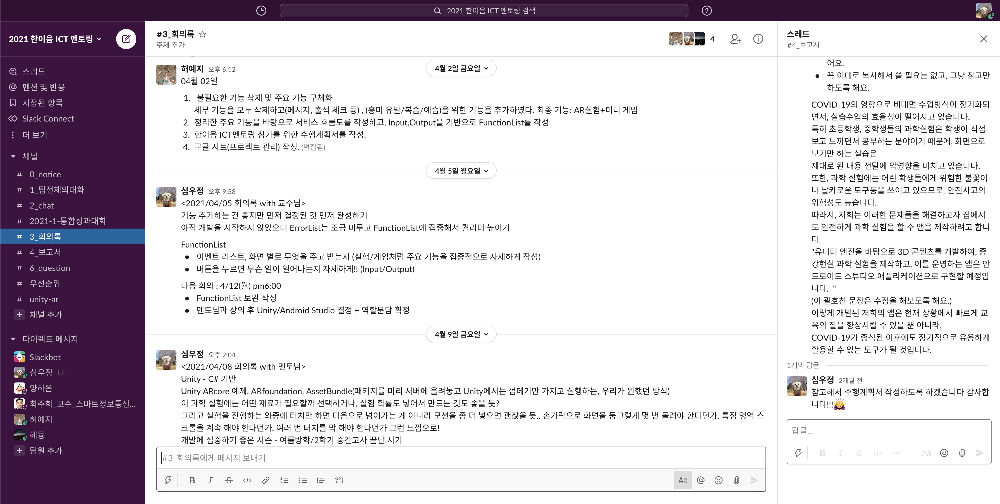 2021 한이음 ICT 멘토링 검색
2021 한이음 ICT 멘토링
스레드
멘션 및 반응
저장된 항목
Slack Connect
더 보기
채널
# 0_notice
# 1_팀전체의대화
# 2_chat
# 2021-1-통합성과대회
# 3_회의록
# 4_보고서
# 6_question
# 우선순위
# unity-ar
+ 채널 추가
다이렉트 메시지
Slackbot
심우정 나
양하은
최주희_교수_스마트정보통신...
허예지
혜듕
+ 팀원 추가
#3_회의록
주제 추가
4
4월 2일 금요일
허예지 오후 6:12
04월 02일
1. 불필요한 기능 삭제 및 주요 기능 구체화
세부 기능을 모두 삭제하고(메시지, 출석 체크 등) , (흥미 유발/복습/예습)을 위한 기능을 추가하였다. 최종 기능: AR실험+미니 게임
2. 정리한 주요 기능을 바탕으로 서비스 흐름도를 작성하고, Input,Output을 기반으로 FunctionList를 작성.
3. 한이음 ICT멘토링 참가를 위한 수행계획서를 작성.
4. 구글 시트(프로젝트 관리) 작성. (편집됨)
4월 5일 월요일
심우정 오후 9:58
<2021/04/05 회의록 with 교수님>
기능 추가하는 건 좋지만 먼저 결정된 것 먼저 완성하기
아직 개발을 시작하지 않았으니 ErrorList는 조금 미루고 FunctionList에 집중해서 퀄리티 높이기
FunctionList
● 이벤트 리스트, 화면 별로 무엇을 주고 받는지 (실험/게임처럼 주요 기능을 집중적으로 자세하게 작성)
● 버튼을 누르면 무슨 일이 일어나는지 자세하게!! (Input/Output)
다음 회의 : 4/12(월) pm6:00
● FunctionList 보완 작성
● 멘토님과 상의 후 Unity/Android Studio 결정 + 역할분담 확정
4월 9일 금요일
심우정 오후 2:04
<2021/04/08 회의록 with 멘토님>
Unity - C# 기반
Unity ARcore 예제, ARfoundation, AssetBundle(패키지를 미리 서버에 올려놓고 Unity에서는 껍데기만 가지고 실행하는, 우리가 원했던 방식)
이 과학 실험에는 어떤 재료가 필요할까 선택하거나, 실험 확률도 넣어서 만드는 것도 좋을 듯?
그리고 실험을 진행하는 와중에 터치만 하면 다음으로 넘어가는 게 아니라 모션을 좀 더 넣으면 괜찮을 듯.. 손가락으로 화면을 둥그렇게 몇 번 돌려야 한다던가, 특정 영역 스
크롤을 계속 해야 한다던가, 여러 번 터치를 막 해야 한다던가 그런 느낌으로!
개발에 집중하기 좋은 시즌 - 여름방학/2학기 중간고사 끝난 시기
#3_회의록에게 메시지 보내기
B I S </> Aa @
스레드
#4_보고서
어요.
● 꼭 이대로 복사해서 쓸 필요는 없고, 그냥 참고만
하도록 해요.
COVID-19의 영향으로 비대면 수업방식이 장기화되
면서, 실습수업의 효율성이 떨어지고 있습니다.
특히 초등학생, 중학생들의 과학실험은 학생이 직접
보고 느끼면서 공부하는 분야이기 때문에, 화면으로
보기만 하는 실습은
제대로 된 내용 전달에 악영향을 미치고 있습니다.
또한, 과학 실험에는 어린 학생들에게 위험한 불꽃이
나 날카로운 도구등을 쓰이고 있으므로, 안전사고의
위험성도 높습니다.
따라서, 저희는 이러한 문제들을 해결하고자 집에서
도 안전하게 과학 실험을 할 수 앱을 제작하려고 합니
다.
"유니티 엔진을 바탕으로 3D 콘텐츠를 개발하여, 증
강현실 과학 실험을 제작하고, 이를 운영하는 앱은 안
드로이드 스튜디오 애플리케이션으로 구현할 예정입
니다. "
(이 괄호친 문장은 수정을 해보도록 해요.)
이렇게 개발된 저희의 앱은 현재 상황에서 빠르게 교
육의 질을 향상시킬 수 있을 뿐 아니라,
COVID-19가 종식된 이후에도 장기적으로 유용하게
활용할 수 있는 도구가 될 것입니다.
1개의 답글
심우정 2개월 전
참고해서 수행계획서 작성하도록 하겠습니다 감사합
니다!!!🙇‍♀️
답글...
B I S </> ... Aa